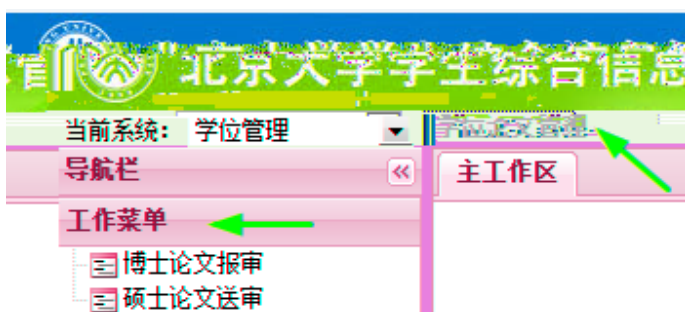 北京大学学生综合信息
当前系统： 学位管理
导航栏
主工作区
工作菜单
博士论文报审
硕士论文送审